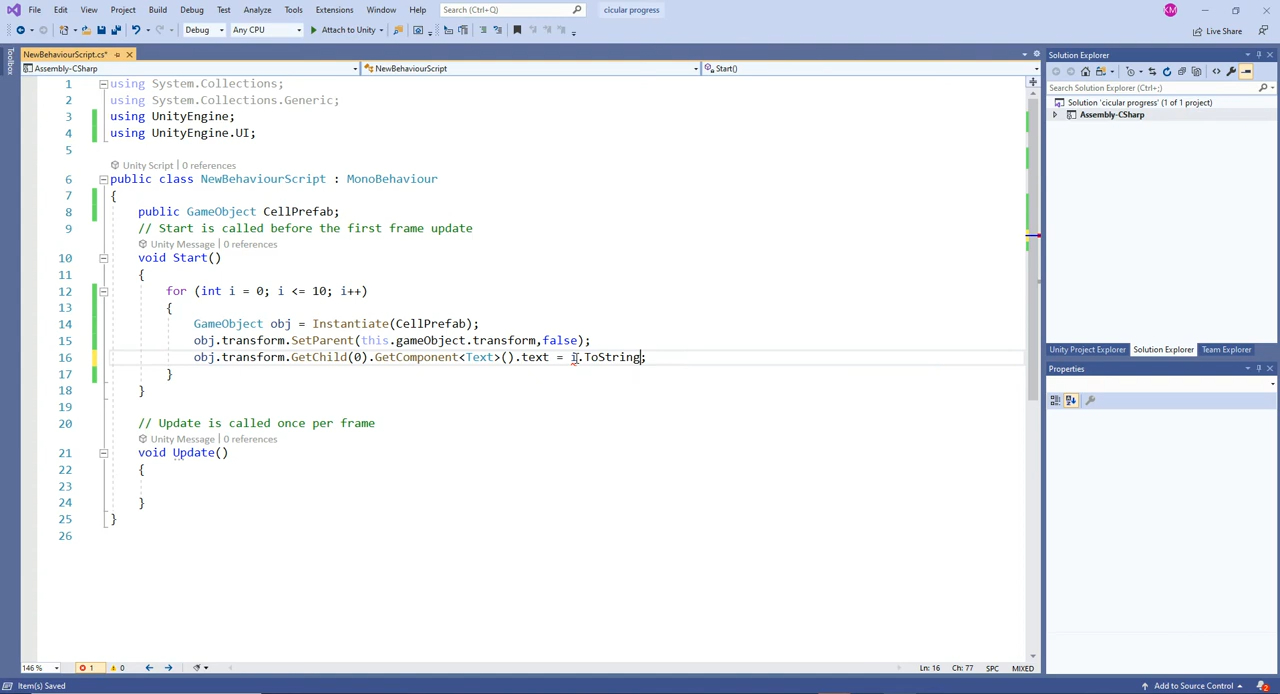 File Edit View Project Build Debug Test Analyze Tools Extensions Window Help Search (Ctrl+Q) cicular progress KM
Debug Any CPU Attach to Unity Live Share
Toolbox
NewBehaviourScript.cs* Solution Explorer
Assembly-CSharp NewBehaviourScript Start()
Search Solution Explorer (Ctrl+;)
Solution 'cicular progress' (1 of 1 project)
Assembly-CSharp
1 using System.Collections;
2 using System.Collections.Generic;
3 using UnityEngine;
4 using UnityEngine.UI;
5
Unity Script | 0 references
6 public class NewBehaviourScript : MonoBehaviour
7 {
8 public GameObject CellPrefab;
9 // Start is called before the first frame update
Unity Message | 0 references
10 void Start()
11 {
12 for (int i = 0; i <= 10; i++)
13 {
14 GameObject obj = Instantiate(CellPrefab);
15 obj.transform.SetParent(this.gameObject.transform,false);
16 obj.transform.GetChild(0).GetComponent<Text>().text = i.ToString;
17 }
18 }
19
20 // Update is called once per frame
Unity Message | 0 references
21 void Update()
22 {
23
24 }
25 }
26
Unity Project Explorer Solution Explorer Team Explorer
Properties
146 % 1 0 Ln: 16 Ch: 77 SPC MIXED
Item(s) Saved Add to Source Control 2